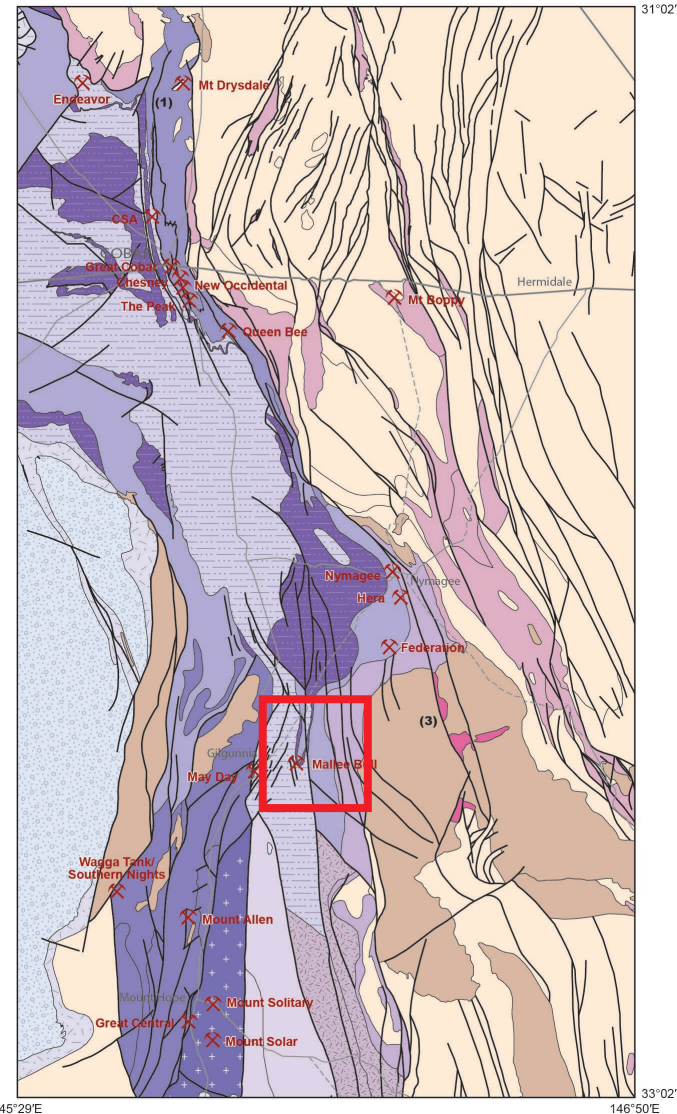 31°02'
Endeavor
Mt Drysdale
(1)
CSA
Great Cobar
Chesney
New Occidental
The Peak
Hermidale
Mt Boppy
Queen Bee
Nymagee
Nymagee
Hera
Federation
(3)
Gilgunnia
May Day
Wagga Tank/
Southern Nights
Mount Allen
Mount Hope
Mount Solitary
Great Central
Mount Solar
33°02'
45°29'E
146°50'E